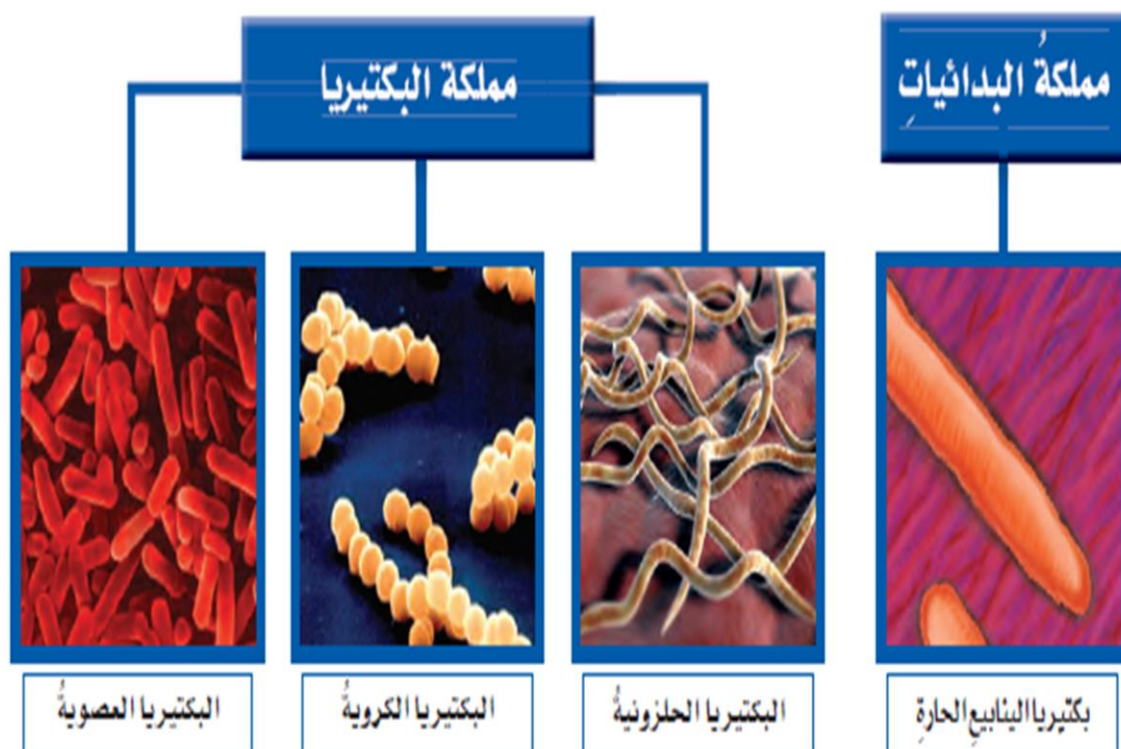 مملكةُ البدائياتِ
مملكة البكتيريا
بكتيريا الينابيعِ الحارةِ
البكتيريا الحلزونيةُ
البكتيريا الكرويةُ
البكتيريا العصويةُ